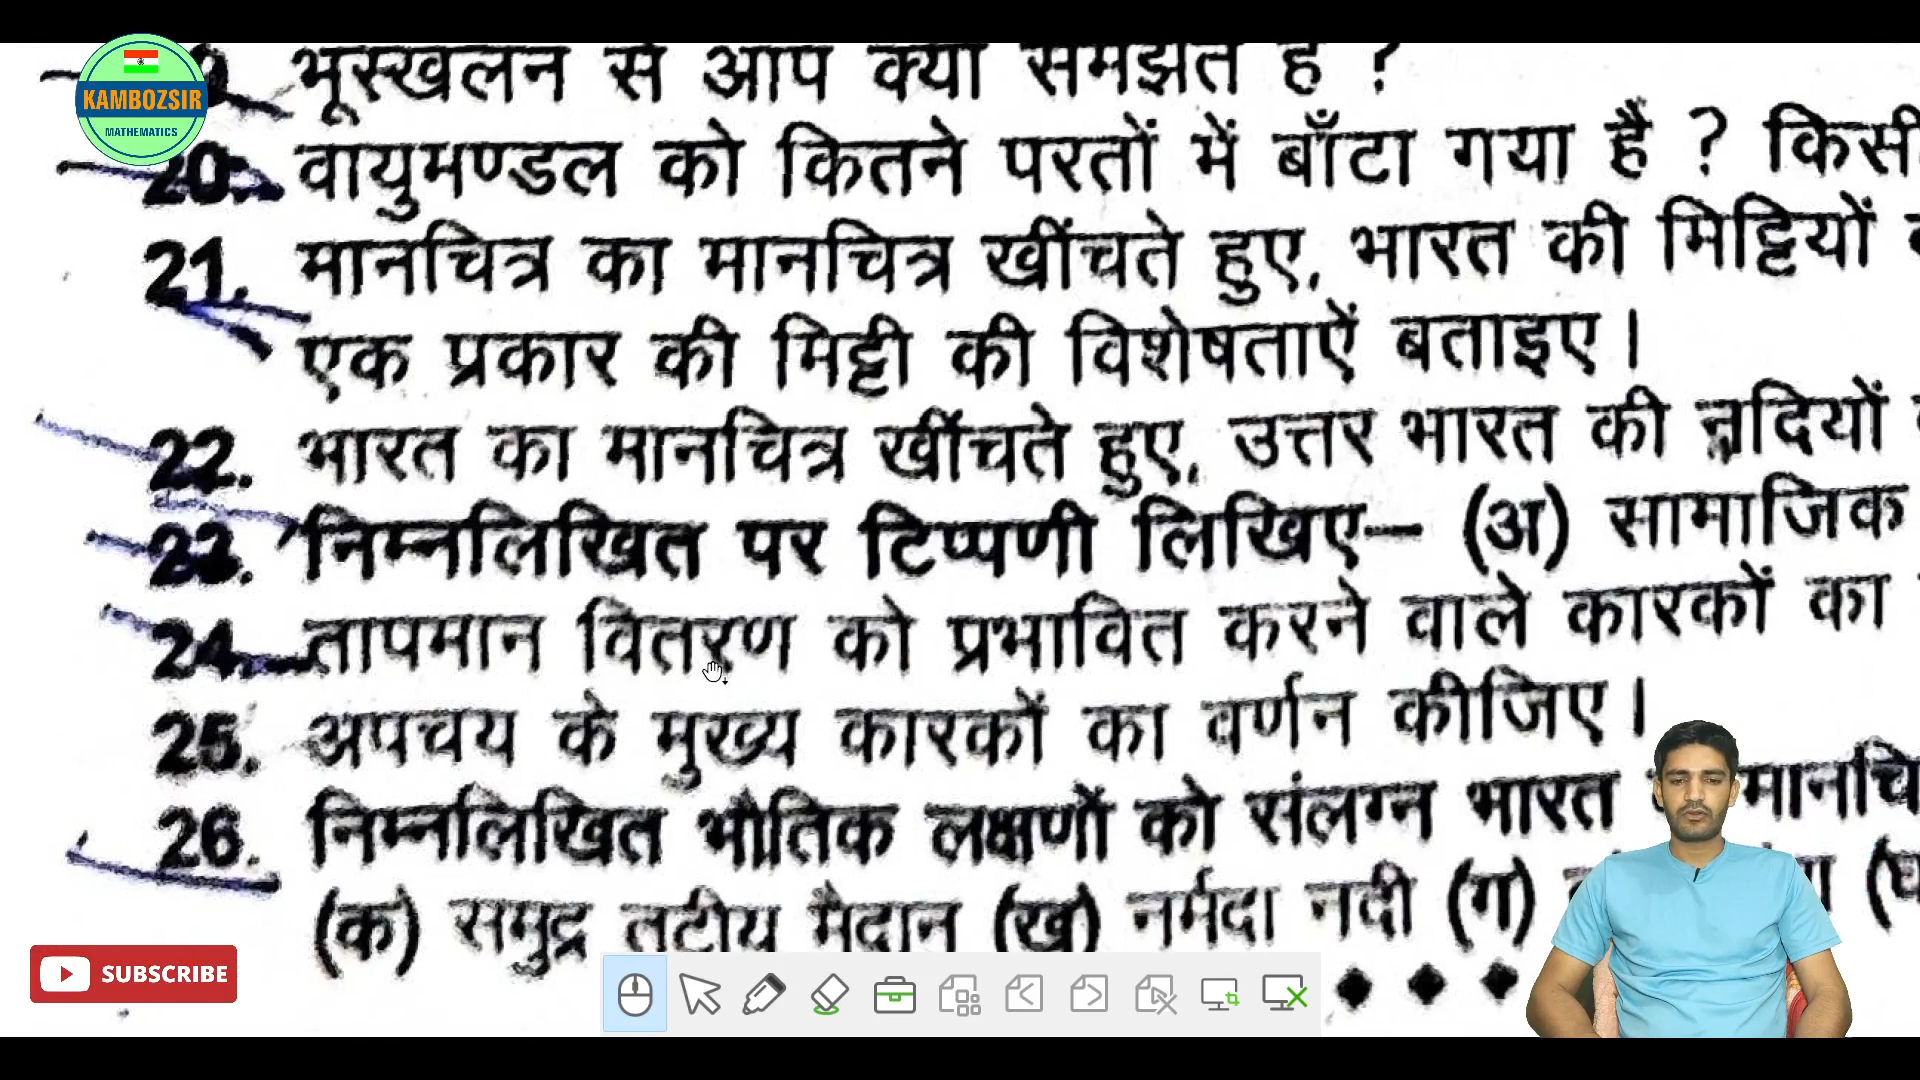 KAMBOZSIR
MATHEMATICS
भूस्खलन से आप क्या समझते हैं ?
20. वायुमण्डल को कितने परतों में बाँटा गया है ? किसी
21. मानचित्र का मानचित्र खींचते हुए, भारत की मिट्टियों
एक प्रकार की मिट्टी की विशेषताऐं बताइए।
22. भारत का मानचित्र खींचते हुए, उत्तर भारत की नदियों
23. निम्नलिखित पर टिप्पणी लिखिए— (अ) सामाजिक
24. तापमान वितरण को प्रभावित करने वाले कारकों का
25. अपचय के मुख्य कारकों का वर्णन कीजिए।
26. निम्नलिखित भौतिक लक्षणों को संलग्न भारत
(क) समुद्र तटीय मैदान (ख) नर्मदा नदी (ग)
SUBSCRIBE